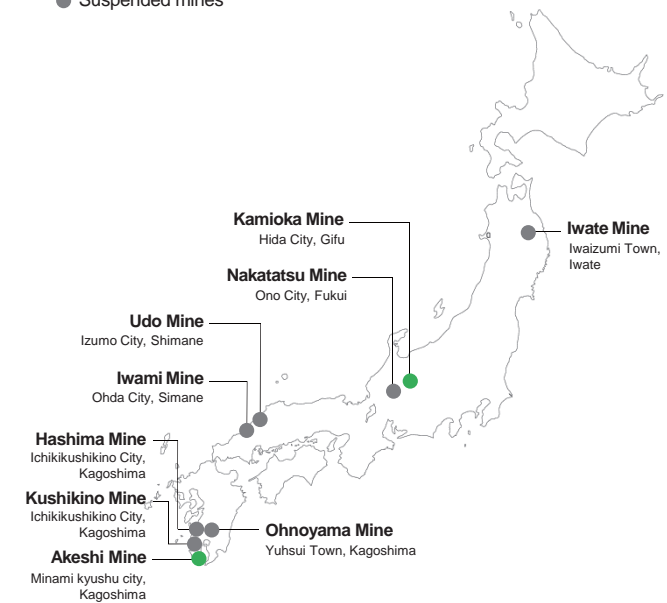 Suspended mines
Kamioka Mine
Hida City, Gifu
Iwate Mine
Iwaizumi Town,
Iwate
Nakatatsu Mine
Ono City, Fukui
Udo Mine
Izumo City, Shimane
Iwami Mine
Ohda City, Simane
Hashima Mine
Ichikikushikino City,
Kagoshima
Kushikino Mine
Ichikikushikino City,
Kagoshima
Ohnoyama Mine
Yuhsui Town, Kagoshima
Akeshi Mine
Minami kyushu city,
Kagoshima